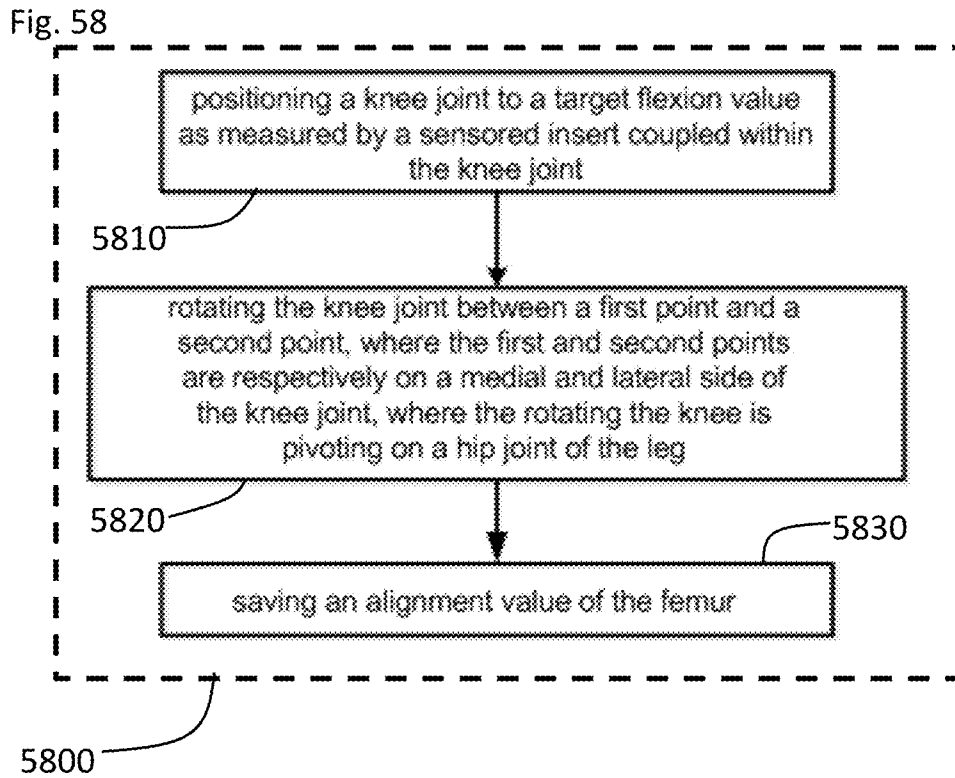 Fig. 58
positioning a knee joint to a target flexion value
as measured by a sensored insert coupled within
the knee joint
5810
rotating the knee joint between a first point and a
second point, where the first and second points
are respectively on a medial and lateral side of
the knee joint, where the rotating the knee is
pivoting on a hip joint of the leg
5820
5830
saving an alignment value of the femur
5800